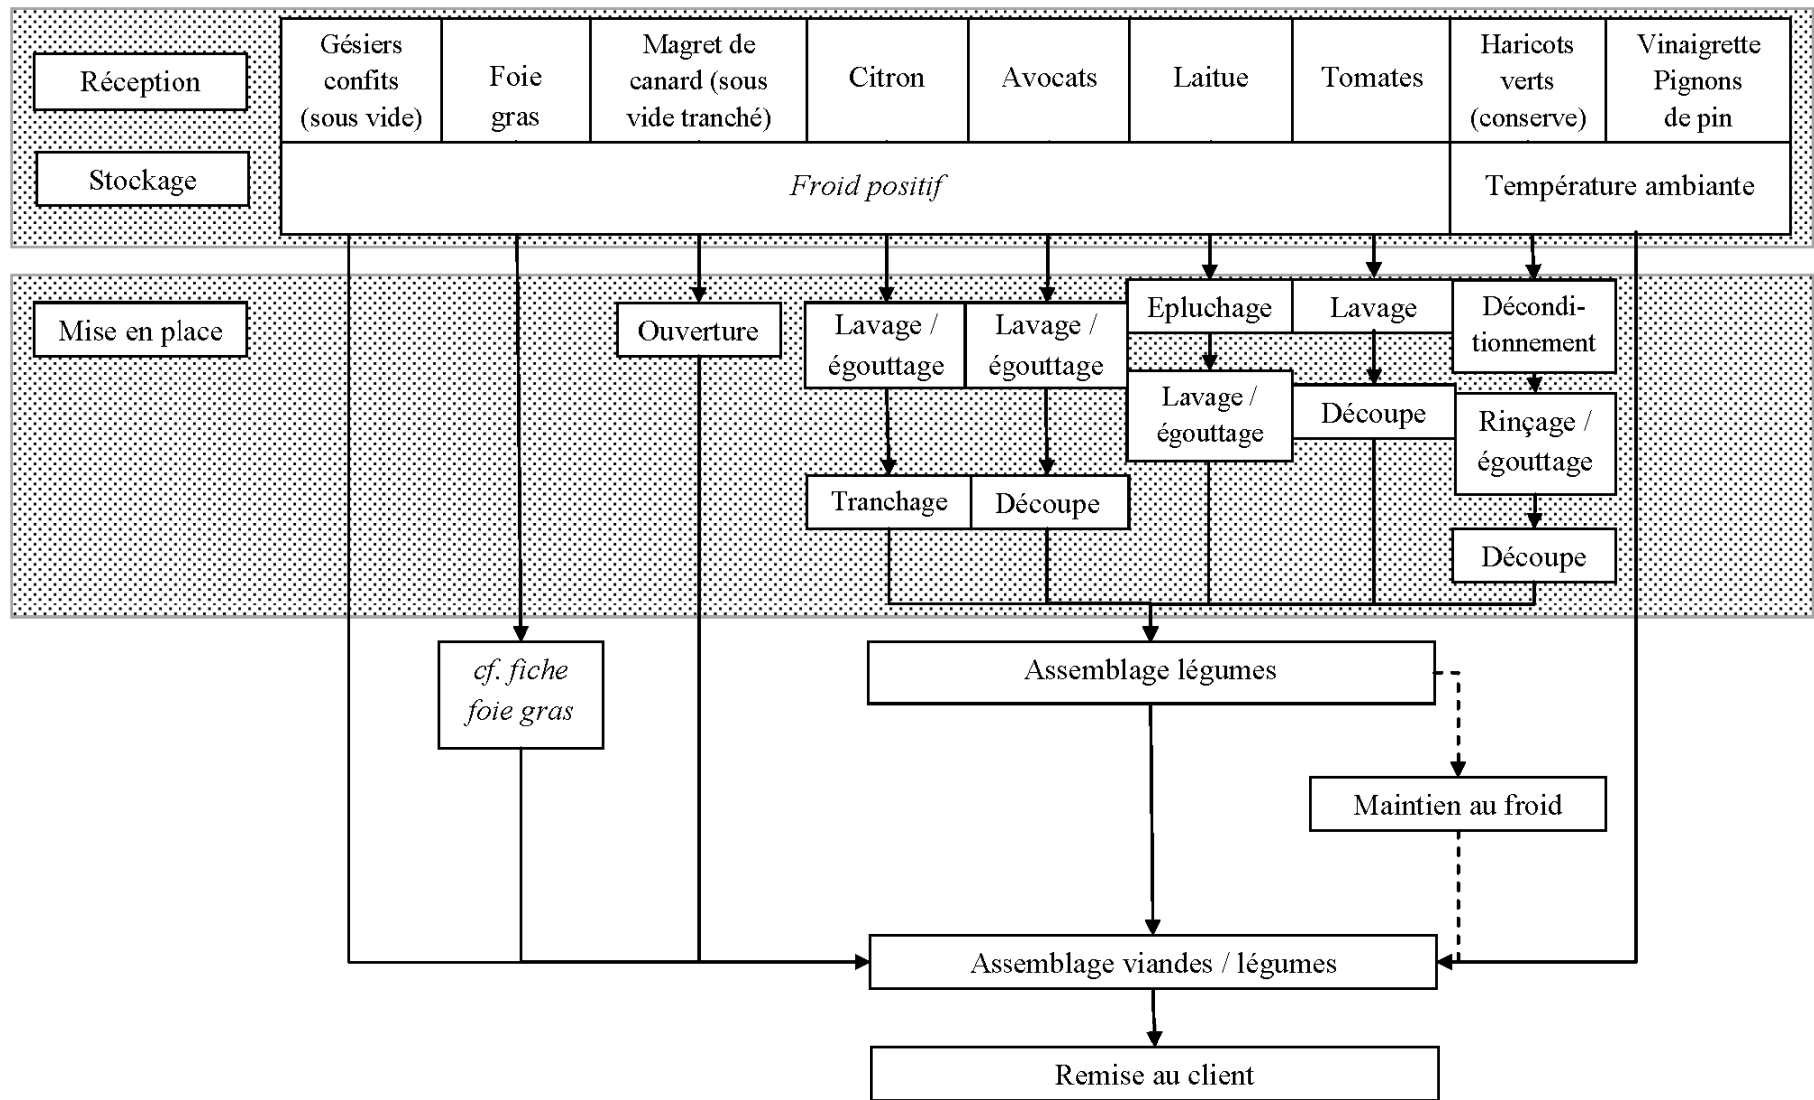 Réception
Gésiers
confits
(sous vide)
Foie
gras
Magret de
canard (sous
vide tranché)
Citron
Avocats
Laitue
Tomates
Haricots
verts
(conserve)
Vinaigrette
Pignons
de pin
Stockage
Froid positif
Température ambiante
Mise en place
Ouverture
Lavage /
égouttage
Lavage /
égouttage
Epluchage
Lavage
Décondi-
tionnement
Lavage /
égouttage
Découpe
Rinçage /
égouttage
Tranchage
Découpe
Découpe
cf. fiche
foie gras
Assemblage légumes
Maintien au froid
Assemblage viandes / légumes
Remise au client